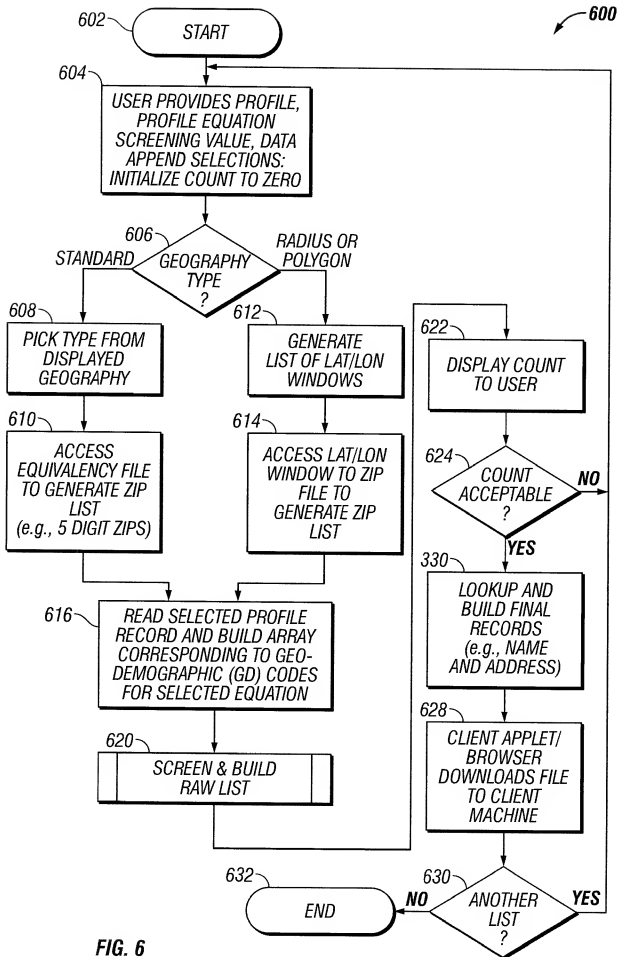 600
602
START
604
USER PROVIDES PROFILE,
PROFILE EQUATION
SCREENING VALUE, DATA
APPEND SELECTIONS:
INITIALIZE COUNT TO ZERO
606
GEOGRAPHY
TYPE
?
STANDARD
RADIUS OR
POLYGON
608
PICK TYPE FROM
DISPLAYED
GEOGRAPHY
610
ACCESS
EQUIVALENCY FILE
TO GENERATE ZIP
LIST
(e.g., 5 DIGIT ZIPS)
612
GENERATE
LIST OF LAT/LON
WINDOWS
614
ACCESS LAT/LON
WINDOW TO ZIP
FILE TO
GENERATE ZIP
LIST
616
READ SELECTED PROFILE
RECORD AND BUILD ARRAY
CORRESPONDING TO GEO-
DEMOGRAPHIC (GD) CODES
FOR SELECTED EQUATION
620
SCREEN & BUILD
RAW LIST
622
DISPLAY COUNT
TO USER
624
COUNT
ACCEPTABLE
?
NO
YES
330
LOOKUP AND
BUILD FINAL
RECORDS
(e.g., NAME
AND ADDRESS)
628
CLIENT APPLET/
BROWSER
DOWNLOADS FILE
TO CLIENT
MACHINE
630
ANOTHER
LIST
?
NO
YES
632
END
FIG. 6